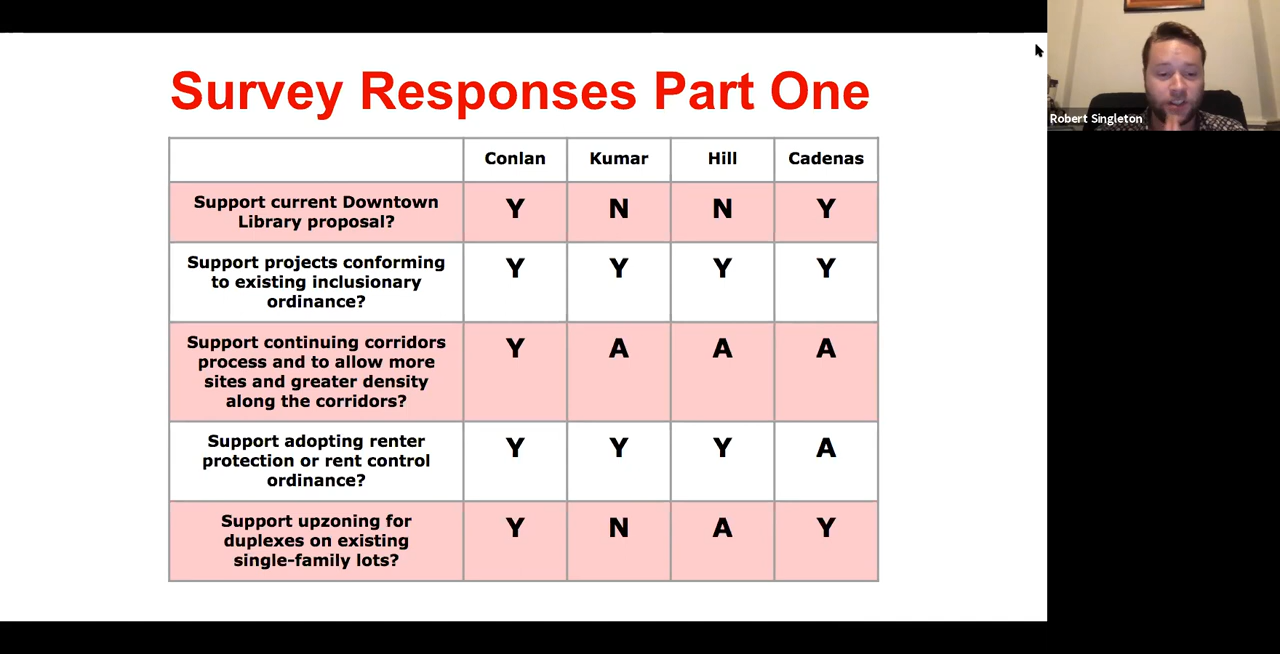 Survey Responses Part One
Conlan Kumar Hill Cadenas
Support current Downtown
Library proposal?
Y N N Y
Support projects conforming
to existing inclusionary
ordinance?
Y Y Y Y
Support continuing corridors
process and to allow more
sites and greater density
along the corridors?
Y A A A
Support adopting renter
protection or rent control
ordinance?
Y Y Y A
Support upzoning for
duplexes on existing
single-family lots?
Y N A Y
Robert Singleton